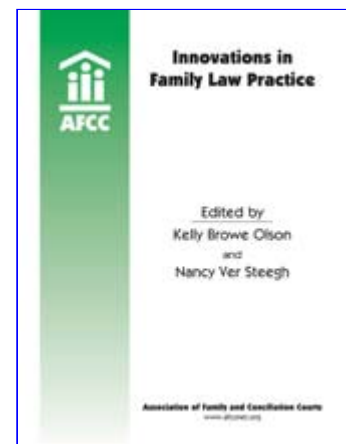 AFCC
Innovations in
Family Law Practice
Edited by
Kelly Browe Olson
and
Nancy Ver Steegh
Association of Family and Conciliation Courts
www.afccnet.org